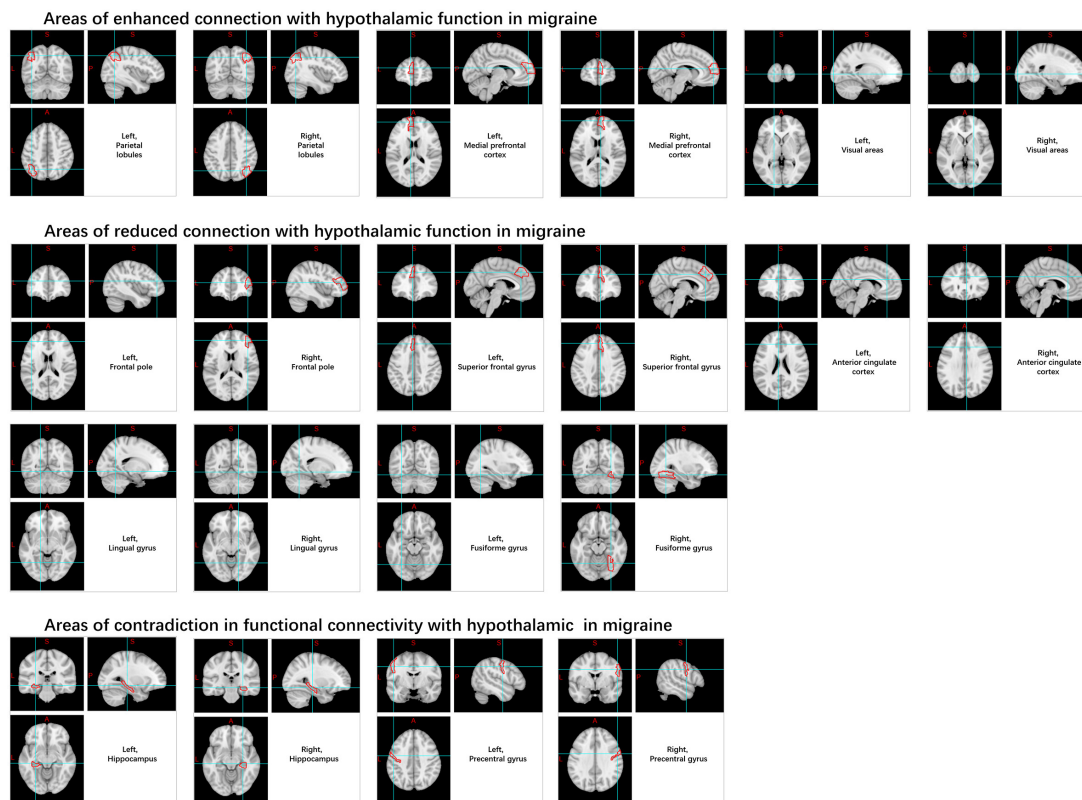 Areas of enhanced connection with hypothalamic function in migraine
S S S S S S S S S S
L P L P L L L L
A A A
L L L L L L
Left,
Parietal
lobules
Right,
Parietal
lobules
Left,
Medial prefrontal
cortex
Right,
Medial prefrontal
cortex
Left,
Visual areas
Right,
Visual areas
Areas of reduced connection with hypothalamic function in migraine
Left,
Frontal pole
Right,
Frontal pole
Left,
Superior frontal gyrus
Right,
Superior frontal gyrus
Left,
Anterior cingulate
cortex
Right,
Anterior cingulate
cortex
Left,
Lingual gyrus
Right,
Lingual gyrus
Left,
Fusiforme gyrus
Right,
Fusiforme gyrus
Areas of contradiction in functional connectivity with hypothalamic in migraine
Left,
Hippocampus
Right,
Hippocampus
Left,
Precentral gyrus
Right,
Precentral gyrus